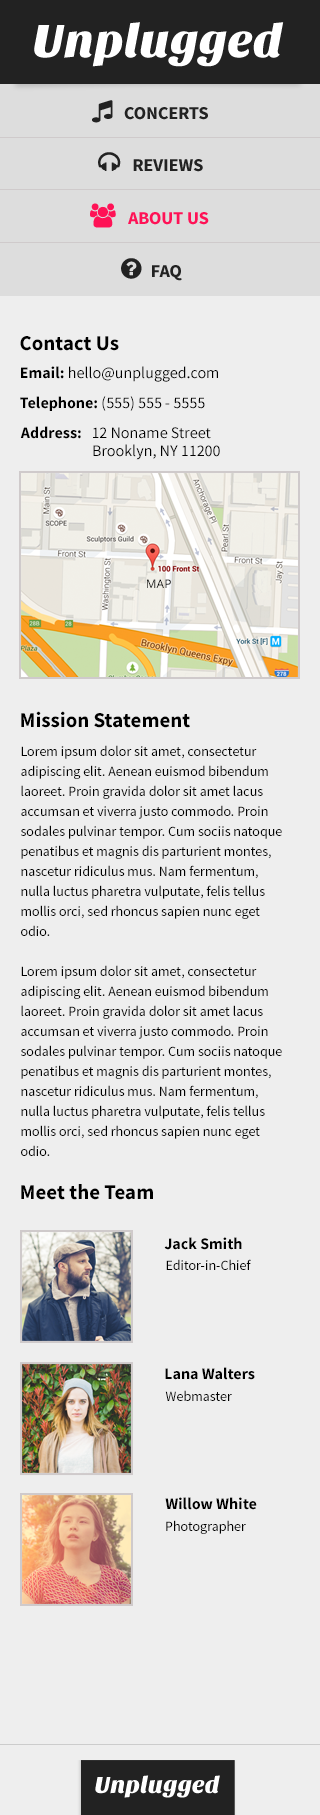 Unplugged
CONCERTS
REVIEWS
ABOUT US
FAQ
Contact Us
Email: hello@unplugged.com
Telephone: (555) 555 - 5555
Address: 12 Noname Street
Brooklyn, NY 11200
Main St
SCOPE
Anchorage Pl
Sculptors Guild
Pearl St
Front St
Front St
100 Front St
Jay St
Washington St
MAP
28B
28
York St [F] M
Brooklyn Queens Expy
Plaza
278
Mission Statement
Lorem ipsum dolor sit amet, consectetur
adipiscing elit. Aenean euismod bibendum
laoreet. Proin gravida dolor sit amet lacus
accumsan et viverra justo commodo. Proin
sodales pulvinar tempor. Cum sociis natoque
penatibus et magnis dis parturient montes,
nascetur ridiculus mus. Nam fermentum,
nulla luctus pharetra vulputate, felis tellus
mollis orci, sed rhoncus sapien nunc eget
odio.
Lorem ipsum dolor sit amet, consectetur
adipiscing elit. Aenean euismod bibendum
laoreet. Proin gravida dolor sit amet lacus
accumsan et viverra justo commodo. Proin
sodales pulvinar tempor. Cum sociis natoque
penatibus et magnis dis parturient montes,
nascetur ridiculus mus. Nam fermentum,
nulla luctus pharetra vulputate, felis tellus
mollis orci, sed rhoncus sapien nunc eget
odio.
Meet the Team
Jack Smith
Editor-in-Chief
Lana Walters
Webmaster
Willow White
Photographer
Unplugged